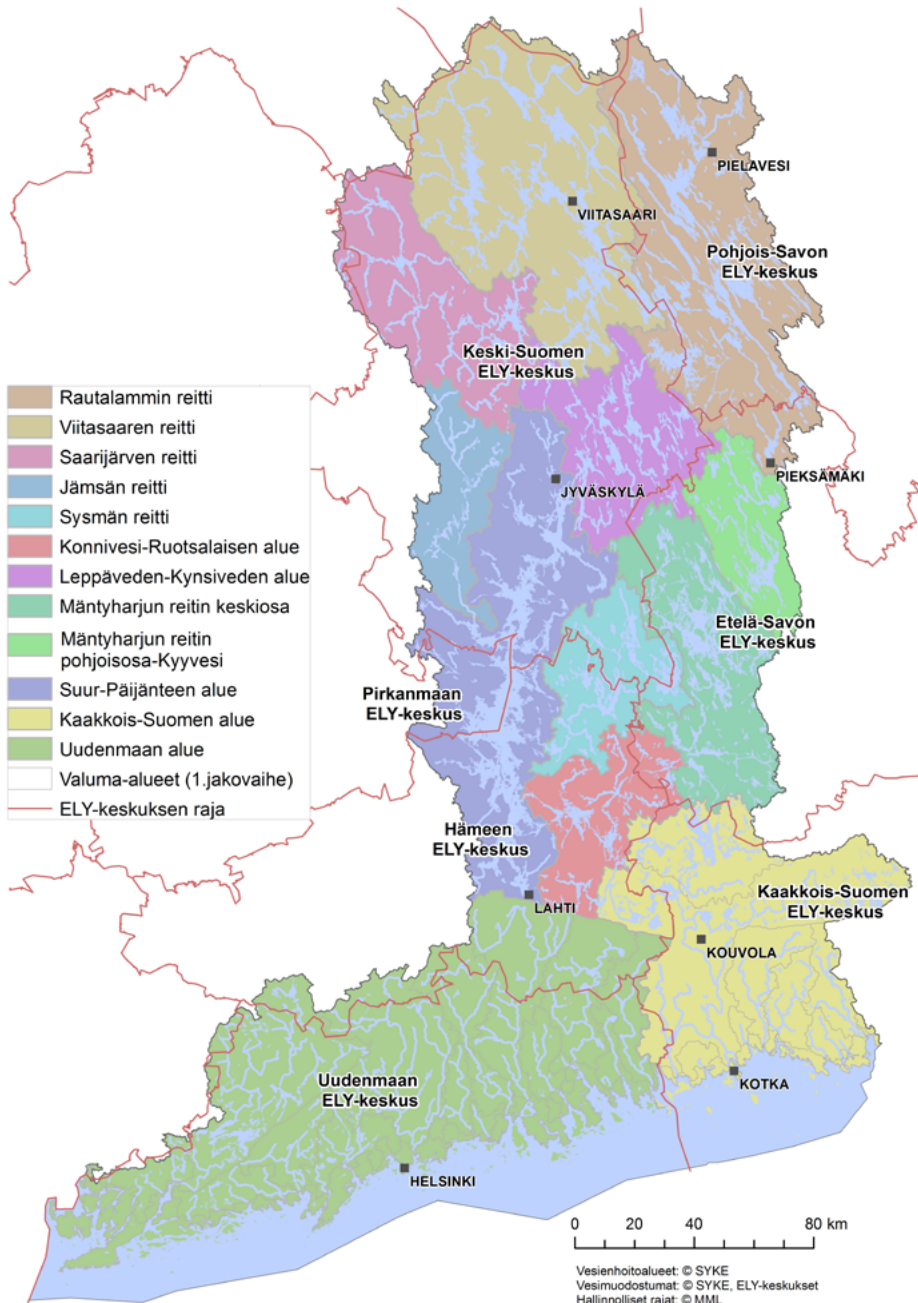 PIELAVESI
VIITASAARI
Pohjois-Savon
ELY-keskus
Keski-Suomen
ELY-keskus
Rautalammin reitti
Viitasaaren reitti
Saarijärven reitti
Jämsän reitti
Sysmän reitti
Konnivesi-Ruotsalaisen alue
Leppäveden-Kynsiveden alue
Mäntyharjun reitin keskiosa
Mäntyharjun reitin
pohjoisosa-Kyyvesi
Suur-Päijänteen alue
Kaakkois-Suomen alue
Uudenmaan alue
Valuma-alueet (1.jakovaihe)
ELY-keskuksen raja
PIEKSÄMÄKI
JYVÄSKYLÄ
Etelä-Savon
ELY-keskus
Pirkanmaan
ELY-keskus
Hämeen
ELY-keskus
Kaakkois-Suomen
ELY-keskus
LAHTI
KOUVOLA
KOTKA
Uudenmaan
ELY-keskus
HELSINKI
0 20 40 80 km
Vesienhoitoalueet: © SYKE
Vesimuodostumat: © SYKE, ELY-keskukset
Hallinnolliset rajat: © MML